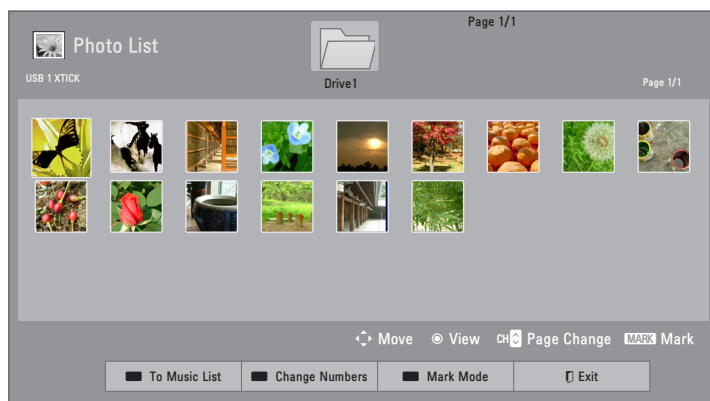 Page 1/1
Photo List
USB 1 XTICK
Drive1
Page 1/1
Move View CH Page Change MARK Mark
To Music List Change Numbers Mark Mode Exit